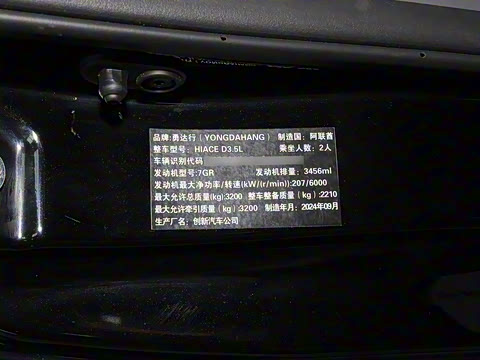 品牌:勇达行（YONGDAHANG） 制造国：阿联酋
整车型号：HIACE D3.5L 乘坐人数：2人
车辆识别代码
发动机型号:7GR 发动机排量：3456ml
发动机最大净功率/转速(kW/(r/min)):207/6000
最大允许总质量(kg):3200 整车整备质量(kg):2210
最大允许牵引质量（kg）:3200 制造年月：2024年09月
生产厂名：创新汽车公司